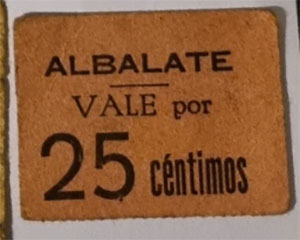 ALBALATE
VALE por
25 céntimos